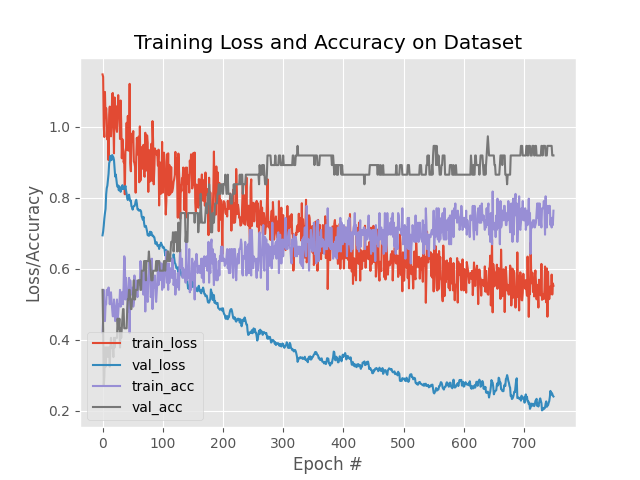 Training Loss and Accuracy on Dataset
Loss/Accuracy
1.0
0.8
0.6
0.4
0.2
train_loss
val_loss
train_acc
val_acc
0 100 200 300 400 500 600 700
Epoch #